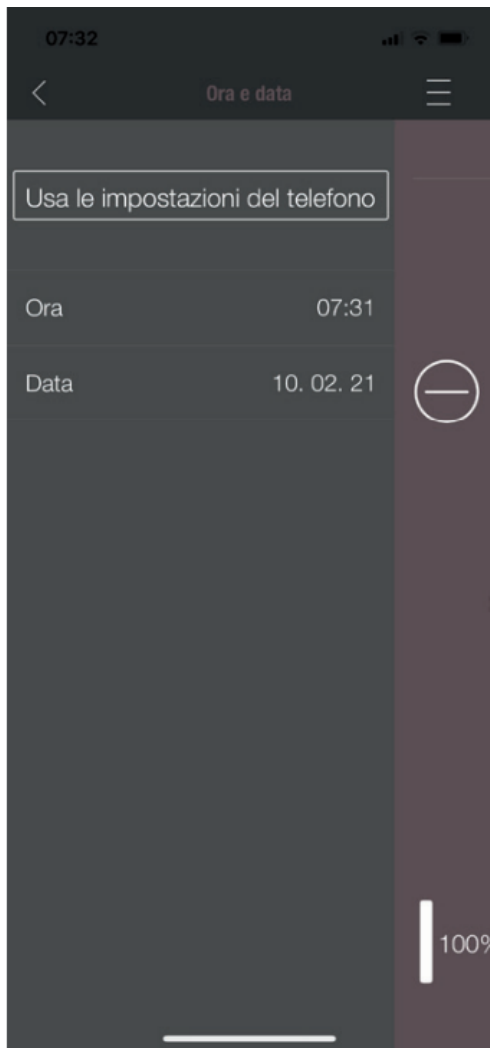 07:32
Ora e data
Usa le impostazioni del telefono
Ora 07:31
Data 10. 02. 21
100%